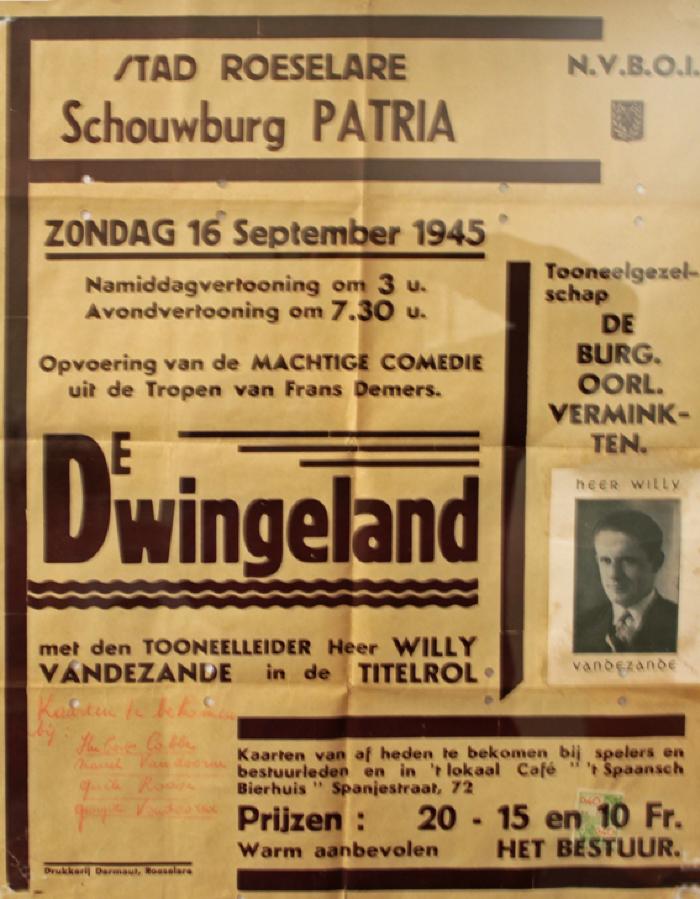 STAD ROESELARE
Schouwburg PATRIA
N.V.B.O.I.
ZONDAG 16 September 1945
Namiddagvertooning om 3 u.
Avondvertooning om 7.30 u.
Opvoering van de MACHTIGE COMEDIE
uit de Tropen van Frans Demers.
DE
Dwingeland
met den TOONEELLEIDER Heer WILLY
VANDEZANDE in de TITELROL
Tooneelgezel-
schap
DE
BURG.
OORL.
VERMINK-
TEN.
HEER WILLY
VANDEZANDE
Kaarten te bekomen
bij
Kaarten van af heden te bekomen bij spelers en
bestuurleden en in 't lokaal Café " 't Spaansch
Bierhuis " Spanjestraat, 72
Prijzen : 20 - 15 en 10 Fr.
Warm aanbevolen HET BESTUUR.
Drukkerij Dermaut, Roeselare